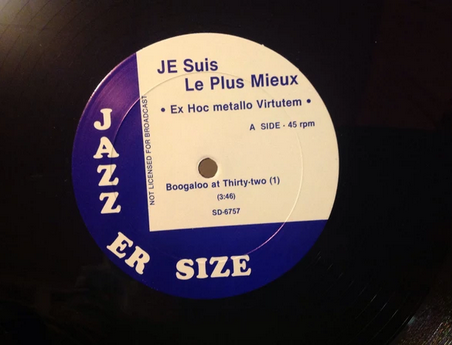 JE Suis
Le Plus Mieux
• Ex Hoc metallo Virtutem •
A SIDE - 45 rpm
NOT LICENSED FOR BROADCAST
Boogaloo at Thirty-two (1)
(3:46)
SD-6757
JAZZ ER SIZE